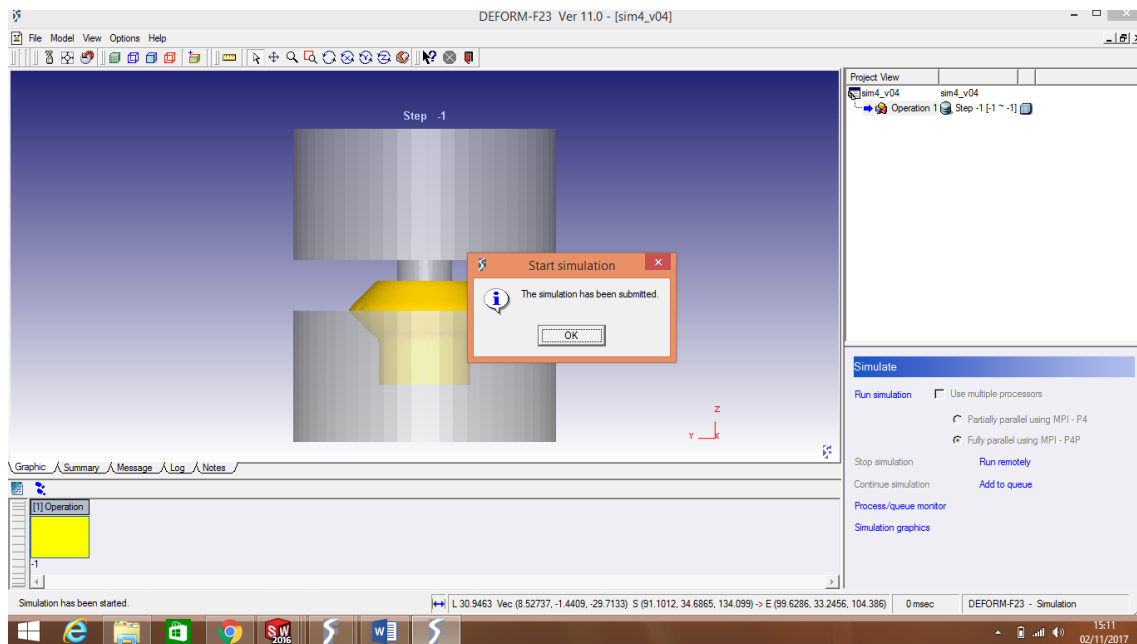 DEFORM-F23 Ver 11.0 - [sim4_v04]
File Model View Options Help
Step -1
Project View
sim4_v04 sim4_v04
Operation 1 Step -1 [-1 ~ -1]
Start simulation
The simulation has been submitted.
OK
Z
Y X
Graphic Summary Message Log Notes
Simulate
Run simulation Use multiple processors
Partially parallel using MPI - P4
Fully parallel using MPI - P4P
Stop simulation Run remotely
Continue simulation Add to queue
Process/queue monitor
Simulation graphics
[1] Operation
-1
Simulation has been started.
L 30.9463 Vec (8.52737, -1.4409, -29.7133) S (91.1012, 34.6865, 134.099) -> E (99.6286, 33.2456, 104.386) 0 msec DEFORM-F23 - Simulation
SW
2016
15:11
02/11/2017